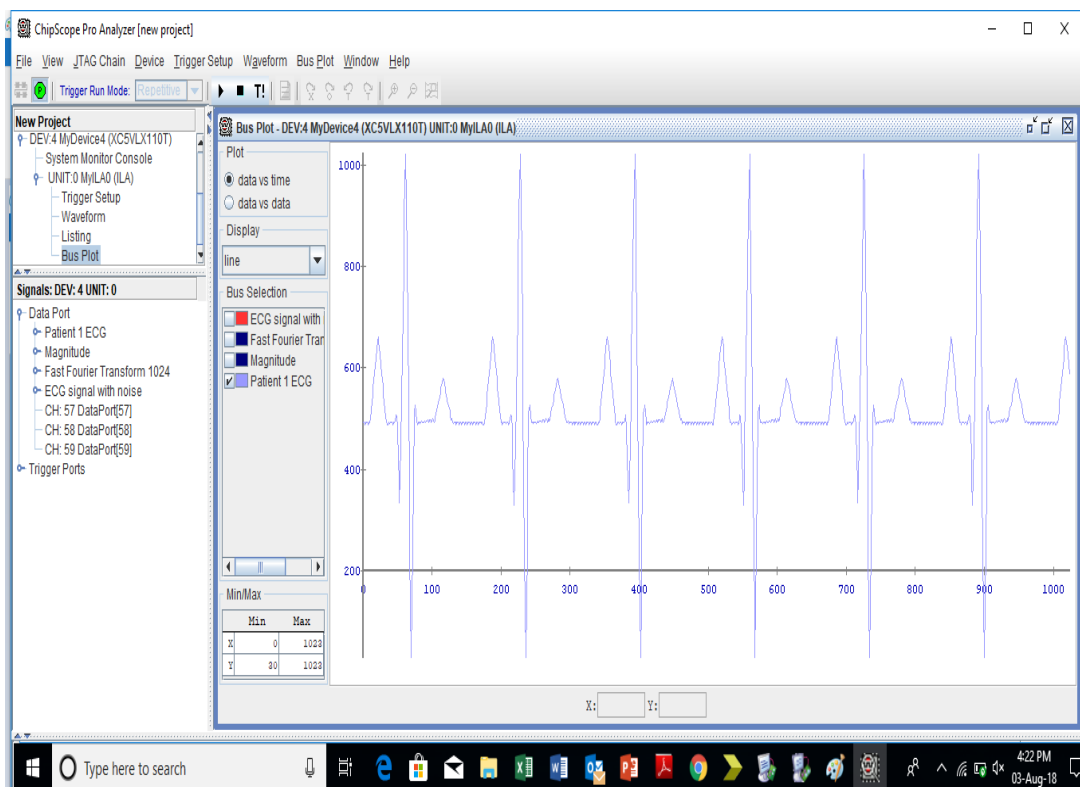 ChipScope Pro Analyzer [new project]
File View JTAG Chain Device Trigger Setup Waveform Bus Plot Window Help
Trigger Run Mode: Repetitive T!
New Project
DEV:4 MyDevice4 (XC5VLX110T)
System Monitor Console
UNIT:0 MyILA0 (ILA)
Trigger Setup
Waveform
Listing
Bus Plot
Signals: DEV: 4 UNIT: 0
Data Port
Patient 1 ECG
Magnitude
Fast Fourier Transform 1024
ECG signal with noise
CH: 57 DataPort[57]
CH: 58 DataPort[58]
CH: 59 DataPort[59]
Trigger Ports
Bus Plot - DEV:4 MyDevice4 (XC5VLX110T) UNIT:0 MyILA0 (ILA)
Plot
data vs time
data vs data
Display
line
Bus Selection
ECG signal with
Fast Fourier Tran
Magnitude
Patient 1 ECG
Min/Max
Min Max
X 0 1023
Y 30 1023
1000
800
600
400
200
0 100 200 300 400 500 600 700 800 900 1000
X: Y:
Type here to search
4:22 PM
03-Aug-18